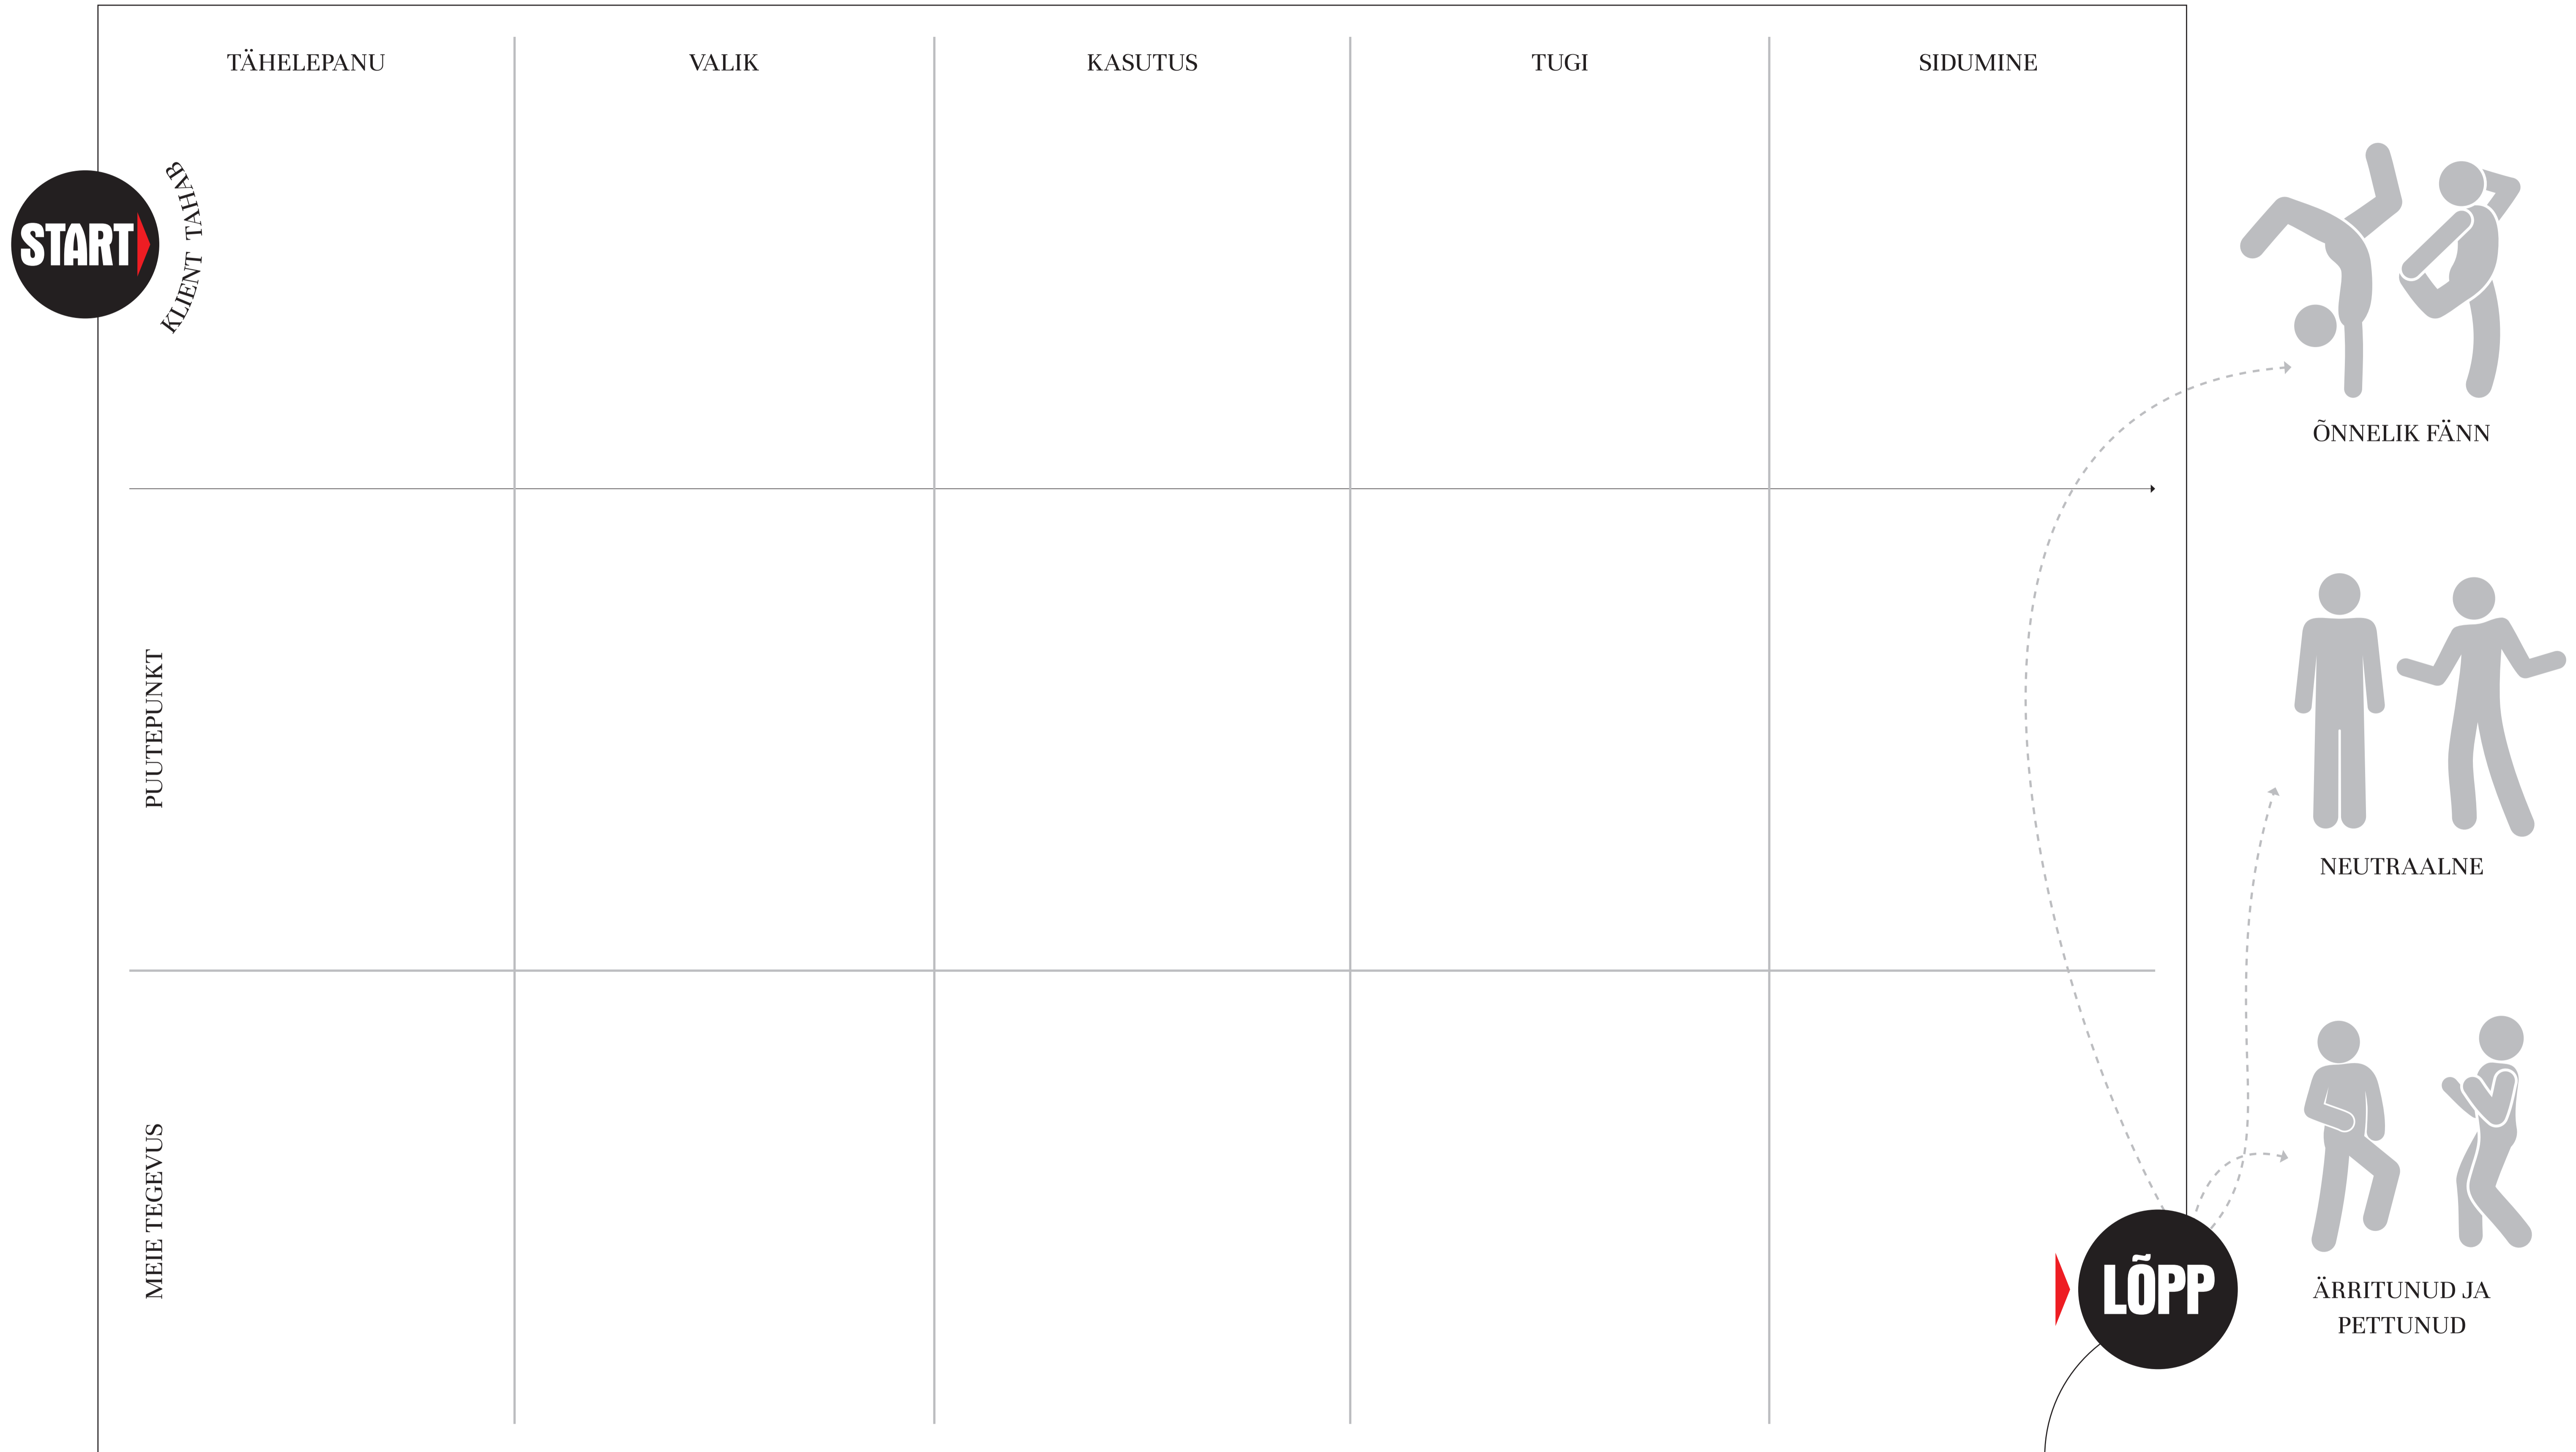 TÄHELEPANU
VALIK
KASUTUS
TUGI
SIDUMINE
START
KLIENT TAHAB
ÕNNELIK FÄNN
PUUTEPUNKT
NEUTRAALNE
MEIE TEGEVUS
LÕPP
ÄRRITUNUD JA
PETTUNUD